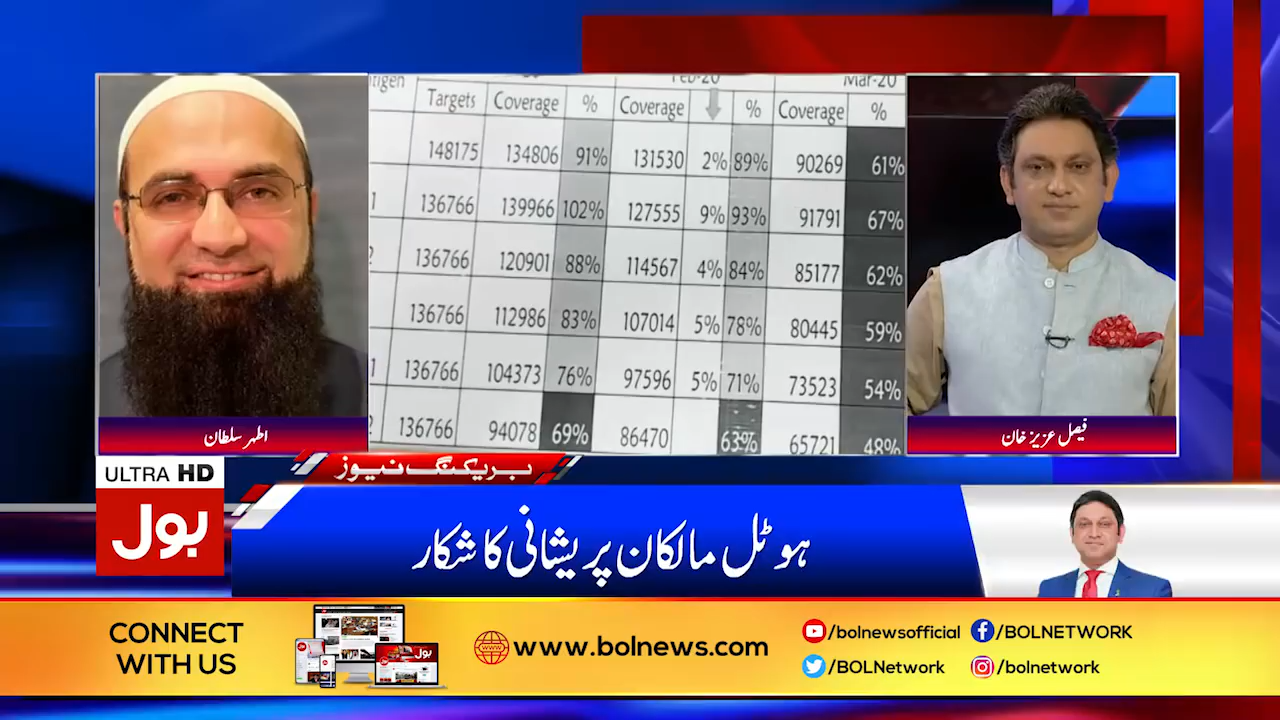 Feb-20 Mar-20
Targets Coverage % Coverage % Coverage %
148175 134806 91% 131530 2% 89% 90269 61%
1 136766 139966 102% 127555 9% 93% 91791 67%
2 136766 120901 88% 114567 4% 84% 85177 62%
136766 112986 83% 107014 5% 78% 80445 59%
1 136766 104373 76% 97596 5% 71% 73523 54%
2 136766 94078 69% 86470 63% 65721 48%
اطہر سلطان
فیصل عزیز خان
ULTRA HD
بول
بریکنگ نیوز
ہوٹل مالکان پریشانی کا شکار
CONNECT
WITH US
www.bolnews.com
/bolnewsofficial
/BOLNETWORK
/BOLNetwork
/bolnetwork